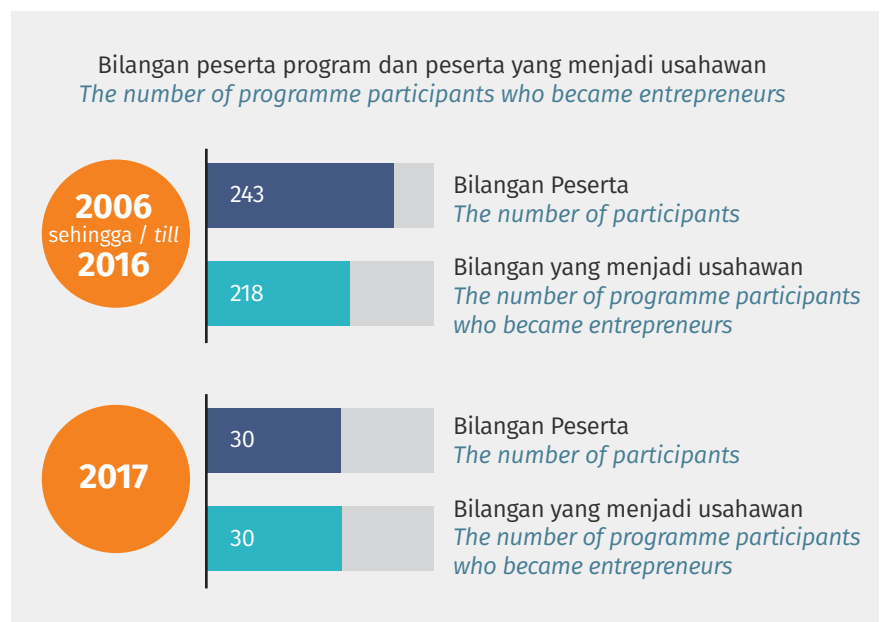 Bilangan peserta program dan peserta yang menjadi usahawan
The number of programme participants who became entrepreneurs
2006
sehingga / till
2016
243
Bilangan Peserta
The number of participants
218
Bilangan yang menjadi usahawan
The number of programme participants
who became entrepreneurs
2017
30
Bilangan Peserta
The number of participants
30
Bilangan yang menjadi usahawan
The number of programme participants
who became entrepreneurs